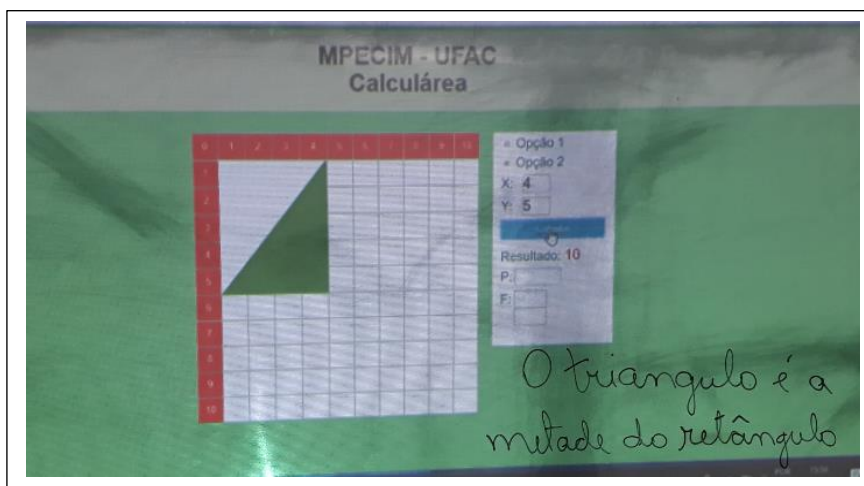 MPECIM - UFAC
Calculárea
0 1 2 3 4 5 6 7 8 9 10
1
2
3
4
5
6
7
8
9
10
Opção 1
Opção 2
X: 4
Y: 5
Resultado: 10
P:
F:
O triangulo é a
metade do retângulo